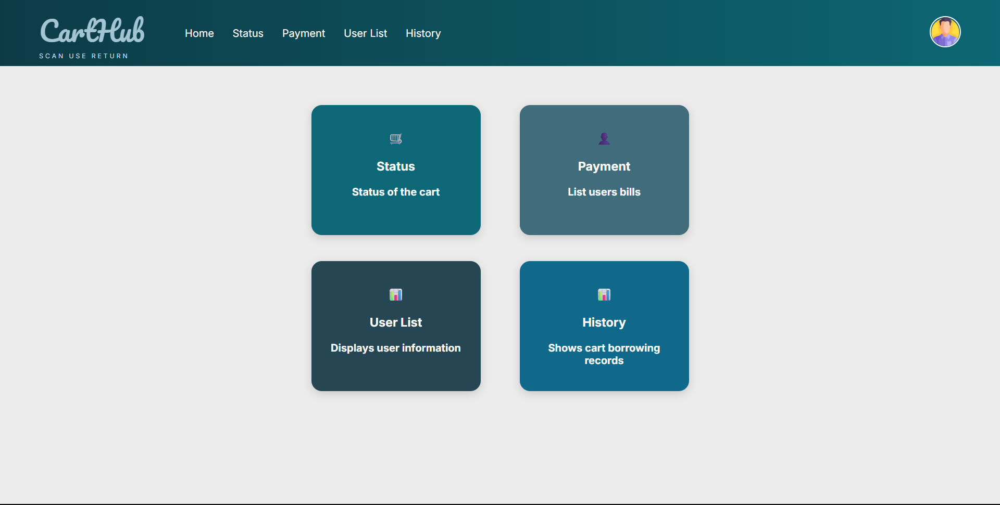 CartHub
SCAN USE RETURN
Home Status Payment User List History
Status
Status of the cart
Payment
List users bills
User List
Displays user information
History
Shows cart borrowing
records